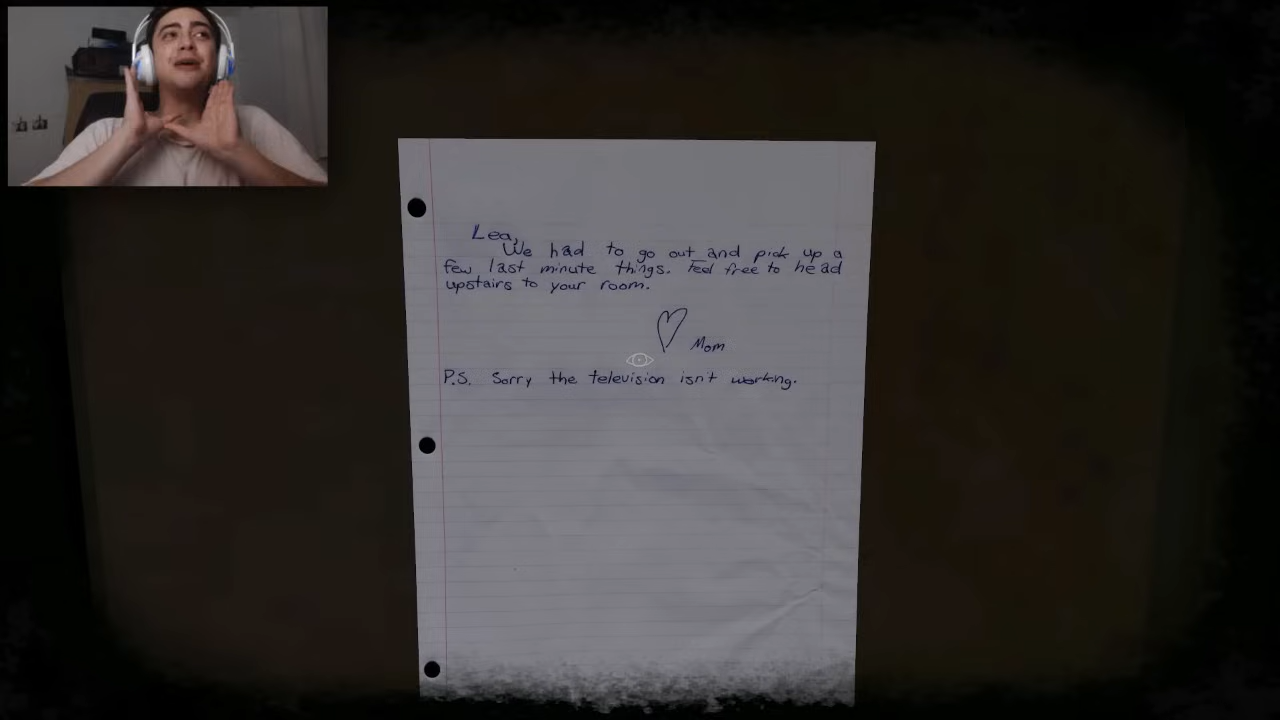 Lea,
We had to go out and pick up a
few last minute things. Feel free to head
upstairs to your room.
Mom
P.S. Sorry the television isn't working.